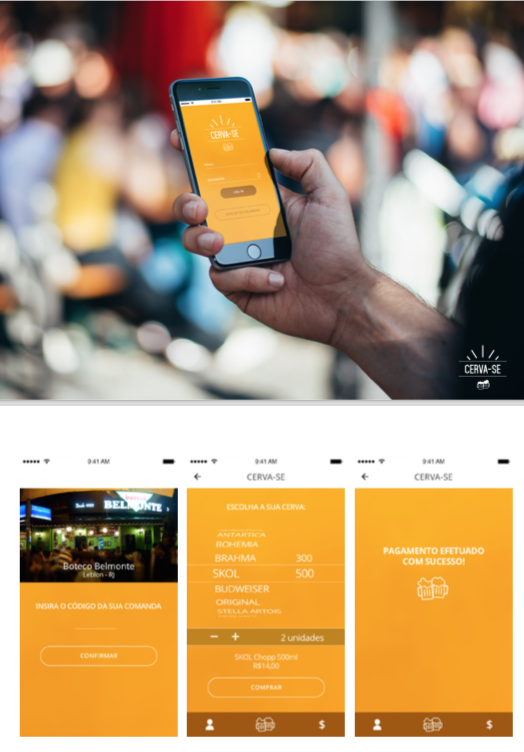 CERVA-SE
CERVA-SE
9:41 AM
BELMONTE
Boteco Belmonte
Leblon - RJ
INSIRA O CÓDIGO DA SUA COMANDA
CONFIRMAR
9:41 AM
CERVA-SE
ESCOLHA A SUA CERVA:
ANTARTICA
BOHEMIA
BRAHMA 300
SKOL 500
BUDWEISER
ORIGINAL
STELLA ARTOIS
− + 2 unidades
SKOL Chopp 500ml
R$14,00
COMPRAR
$
9:41 AM
CERVA-SE
PAGAMENTO EFETUADO
COM SUCESSO!
$